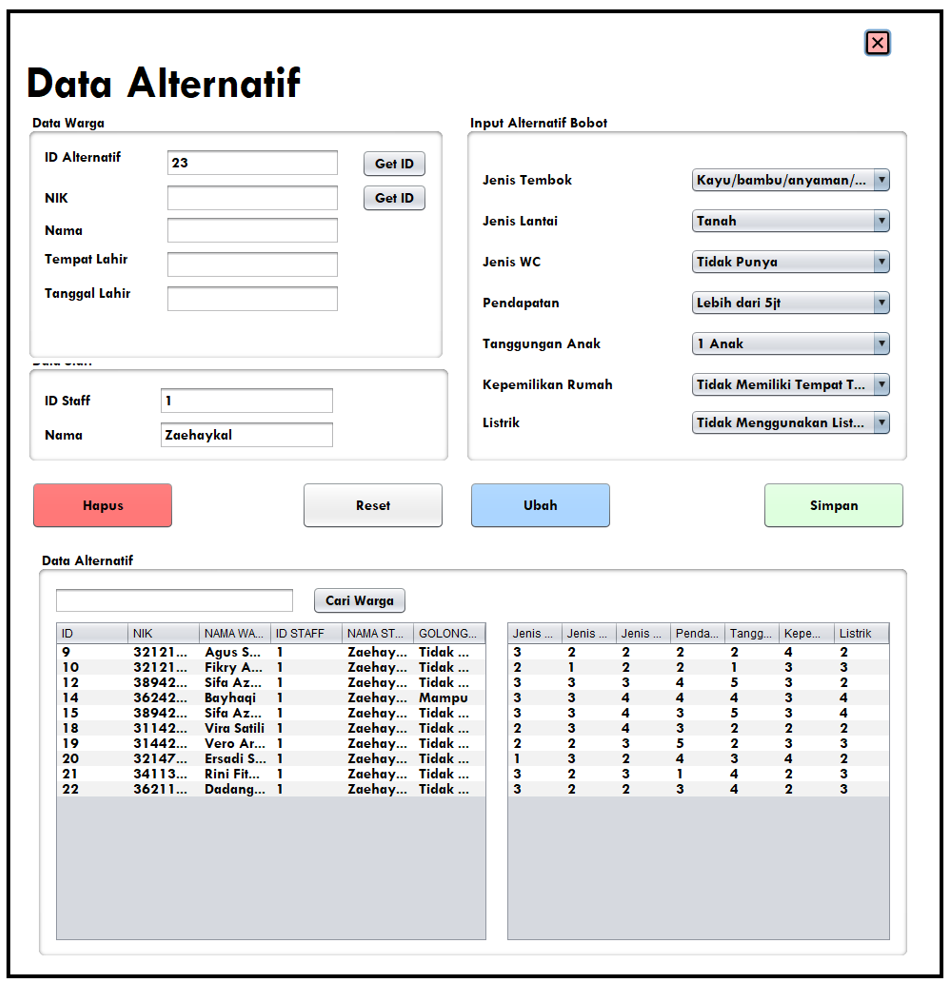 Data Alternatif
Data Warga
ID Alternatif 23 Get ID
NIK Get ID
Nama
Tempat Lahir
Tanggal Lahir
Data Staff
ID Staff 1
Nama Zaehaykal
Input Alternatif Bobot
Jenis Tembok Kayu/bambu/anyaman/...
Jenis Lantai Tanah
Jenis WC Tidak Punya
Pendapatan Lebih dari 5jt
Tanggungan Anak 1 Anak
Kepemilikan Rumah Tidak Memiliki Tempat T...
Listrik Tidak Menggunakan List...
Hapus Reset Ubah Simpan
Data Alternatif
Cari Warga
ID NIK NAMA WA... ID STAFF NAMA ST... GOLONG...
9 32121... Agus S... 1 Zaehay... Tidak ...
10 32121... Fikry A... 1 Zaehay... Tidak ...
12 38942... Sifa Az... 1 Zaehay... Tidak ...
14 36242... Bayhaqi 1 Zaehay... Mampu
15 38942... Sifa Az... 1 Zaehay... Tidak ...
18 31142... Vira Satili 1 Zaehay... Tidak ...
19 31442... Vero Ar... 1 Zaehay... Tidak ...
20 32147... Ersadi S... 1 Zaehay... Tidak ...
21 34113... Rini Fit... 1 Zaehay... Tidak ...
22 36211... Dadang... 1 Zaehay... Tidak ...
Jenis ... Jenis ... Jenis ... Penda... Tangg... Kepe... Listrik
3 2 2 2 2 4 2
2 1 2 2 1 3 3
3 3 3 4 5 3 2
3 3 4 4 4 3 4
3 3 4 3 5 3 4
2 3 4 3 2 2 2
2 2 3 5 2 3 3
1 3 2 4 3 4 2
3 2 3 1 4 2 3
3 2 2 3 4 2 3